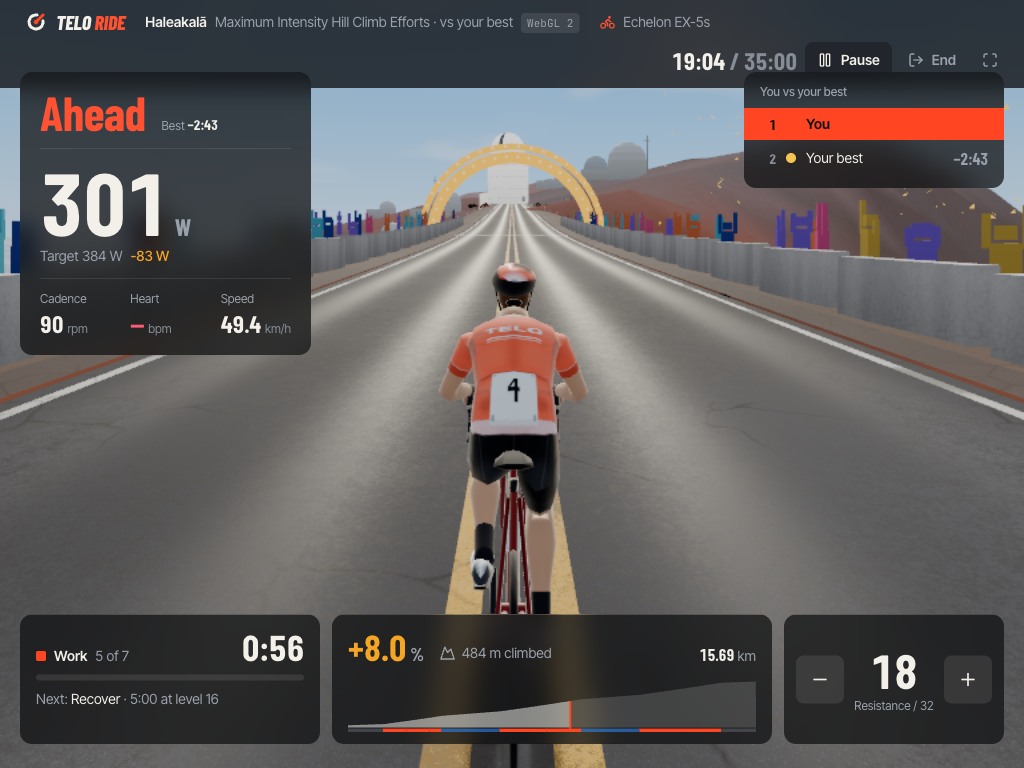 TELO RIDE Haleakalā Maximum Intensity Hill Climb Efforts · vs your best WebGL 2 Echelon EX-5s
19:04 / 35:00 Pause End
Ahead Best −2:43
301 W
Target 384 W -83 W
Cadence Heart Speed
90 rpm — bpm 49.4 km/h
You vs your best
1 You
2 Your best −2:43
TELO
4
Work 5 of 7 0:56
Next: Recover · 5:00 at level 16
+8.0 % 484 m climbed 15.69 km
− 18 +
Resistance / 32